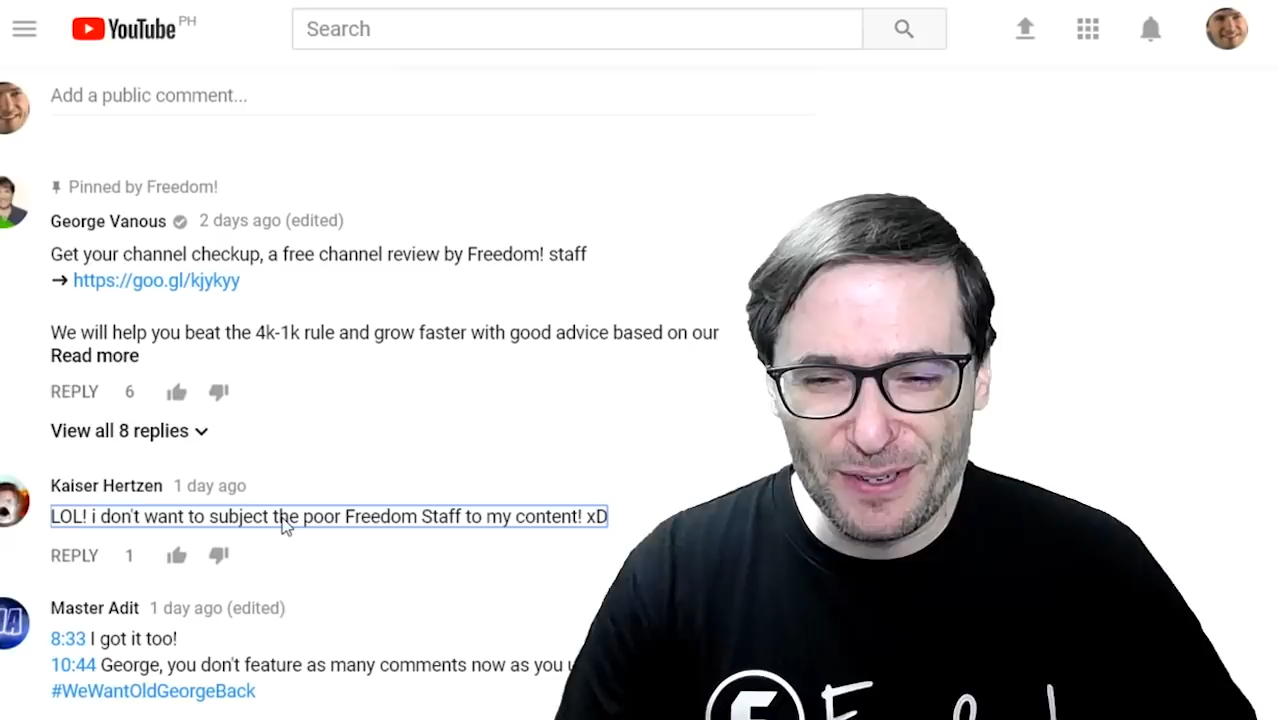 YouTube PH
Search
Add a public comment...
Pinned by Freedom!
George Vanous 2 days ago (edited)
Get your channel checkup, a free channel review by Freedom! staff
→ https://goo.gl/kjykyy
We will help you beat the 4k-1k rule and grow faster with good advice based on our
Read more
REPLY 6
View all 8 replies
Kaiser Hertzen 1 day ago
LOL! i don't want to subject the poor Freedom Staff to my content! xD
REPLY 1
Master Adit 1 day ago (edited)
8:33 I got it too!
10:44 George, you don't feature as many comments now as you
#WeWantOldGeorgeBack